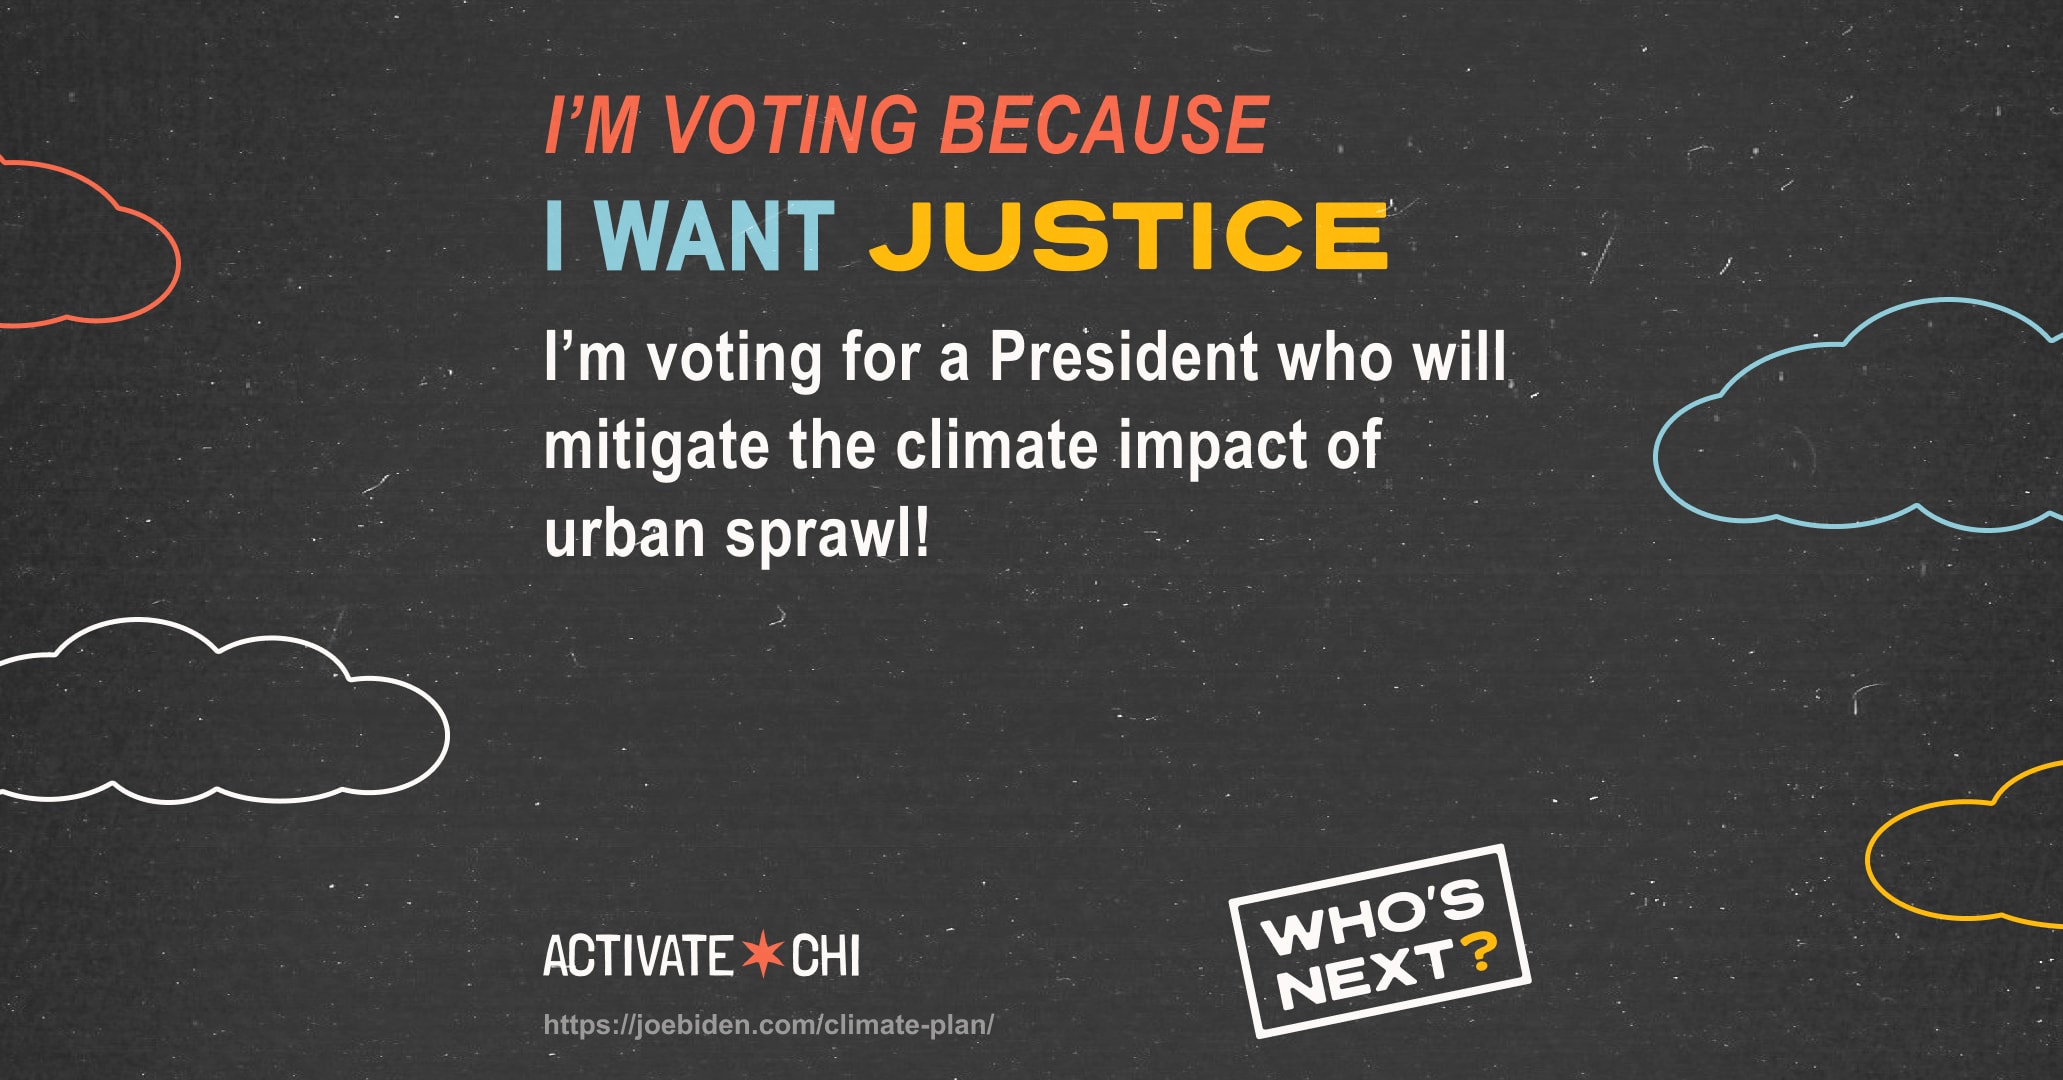 I’M VOTING BECAUSE
I WANT JUSTICE
I’m voting for a President who will
mitigate the climate impact of
urban sprawl!
ACTIVATE CHI
https://joebiden.com/climate-plan/
WHO'S
NEXT?